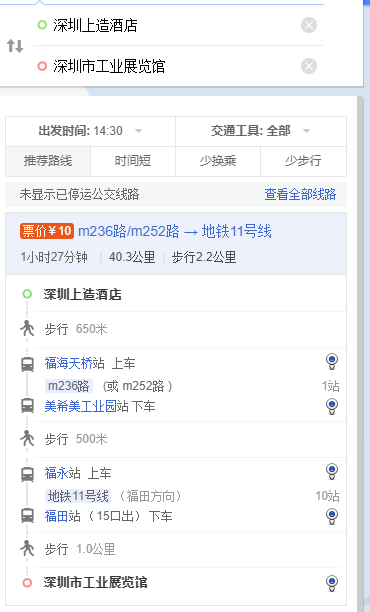 深圳上造酒店
深圳市工业展览馆
出发时间: 14:30 交通工具: 全部
推荐路线 时间短 少换乘 少步行
未显示已停运公交线路 查看全部线路
票价¥10 m236路/m252路 → 地铁11号线
1小时27分钟 | 40.3公里 | 步行2.2公里
深圳上造酒店
步行 650米
福海天桥站 上车
m236路 (或 m252路 ) 1站
美希美工业园站 下车
步行 500米
福永站 上车
地铁11号线 (福田方向) 10站
福田站 ( 15口出) 下车
步行 1.0公里
深圳市工业展览馆